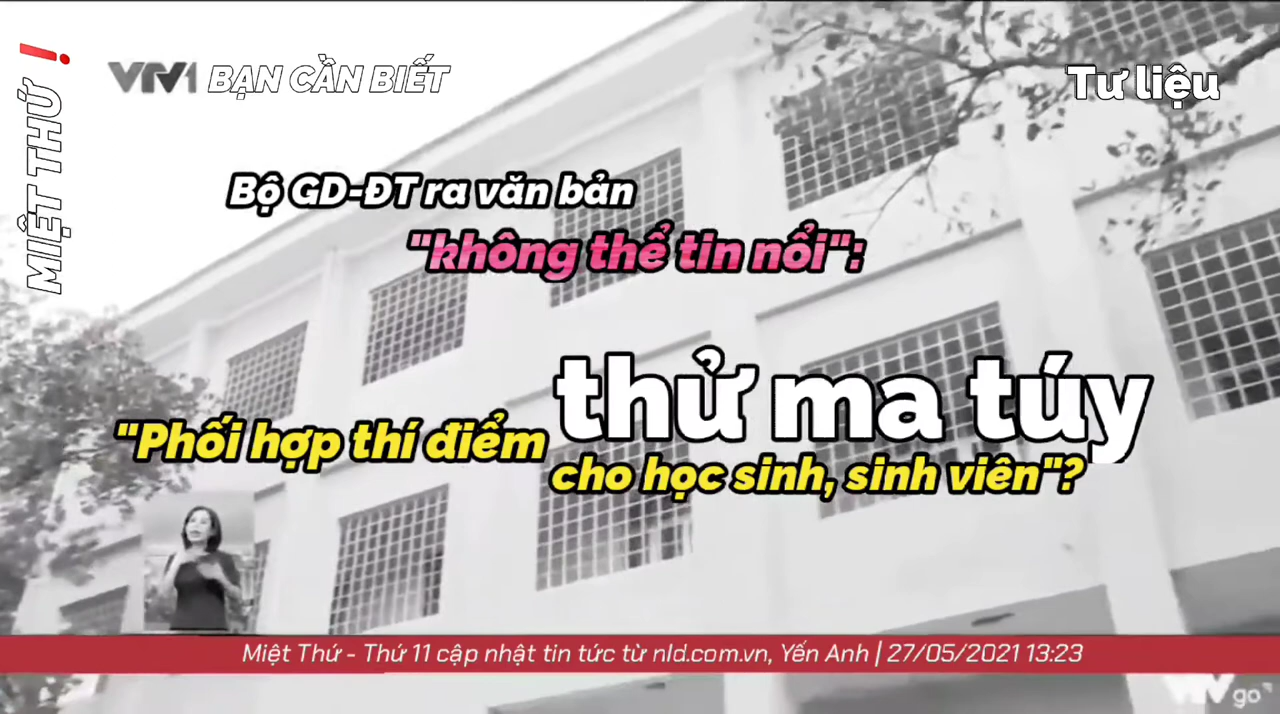 MIỆT THỨ !
VTV1 BẠN CẦN BIẾT
Tư liệu
Bộ GD-ĐT ra văn bản
"không thể tin nổi":
"Phối hợp thí điểm thử ma túy
cho học sinh, sinh viên"?
Miệt Thứ - Thứ 11 cập nhật tin tức từ nld.com.vn, Yến Anh | 27/05/2021 13:23
VTV go